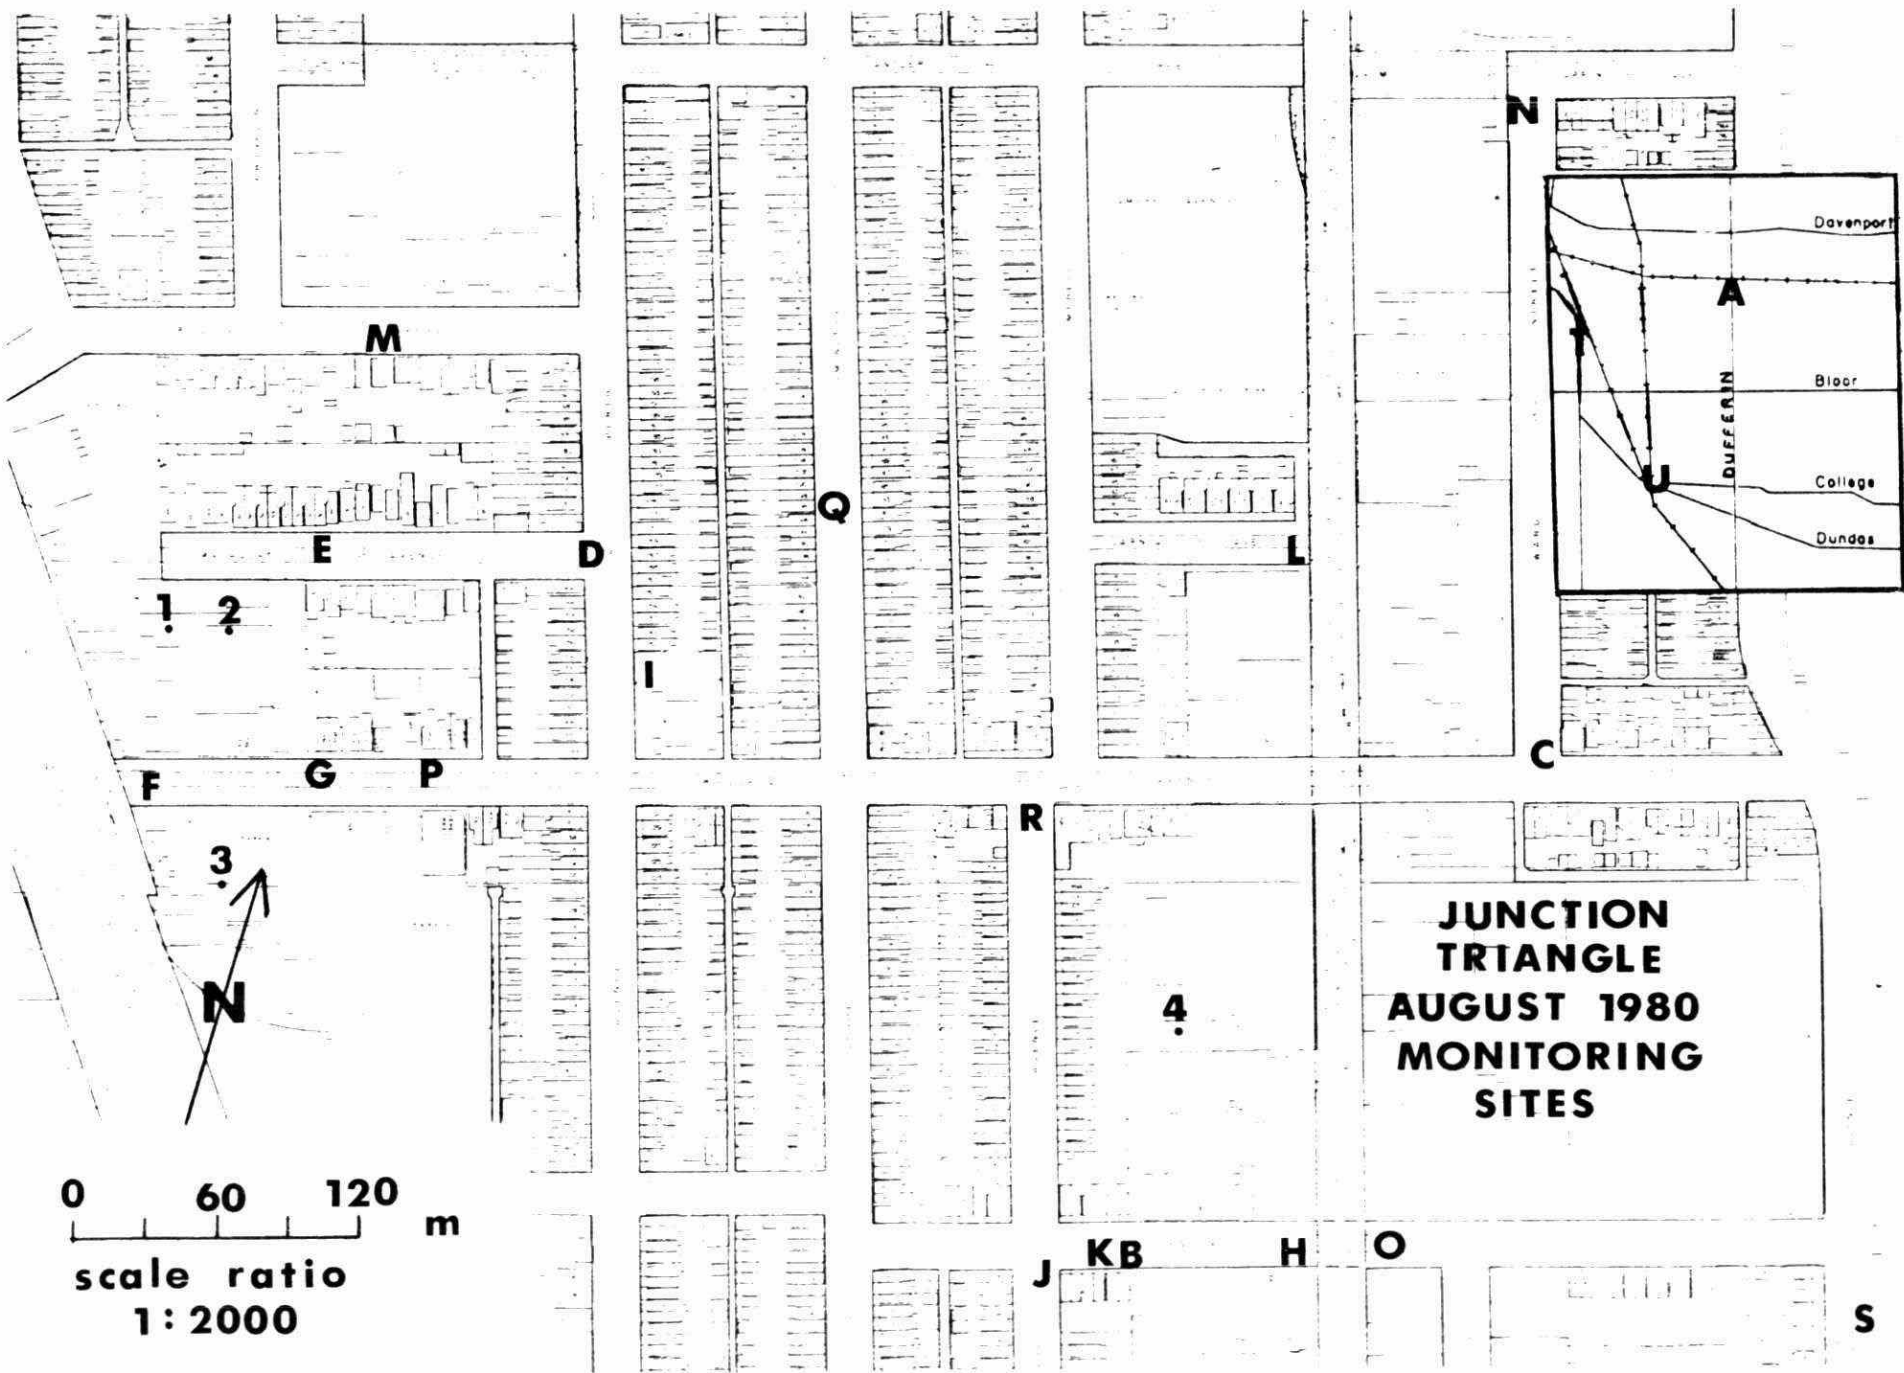 N
Davenport
A
M
T
Bloor
DUFFERIN
Q
U
College
E
D
L
Dundas
1
2
I
C
F
G
P
R
3
N
4
JUNCTION
TRIANGLE
AUGUST 1980
MONITORING
SITES
0 60 120
m
scale ratio
1:2000
J
K
B
H
O
S